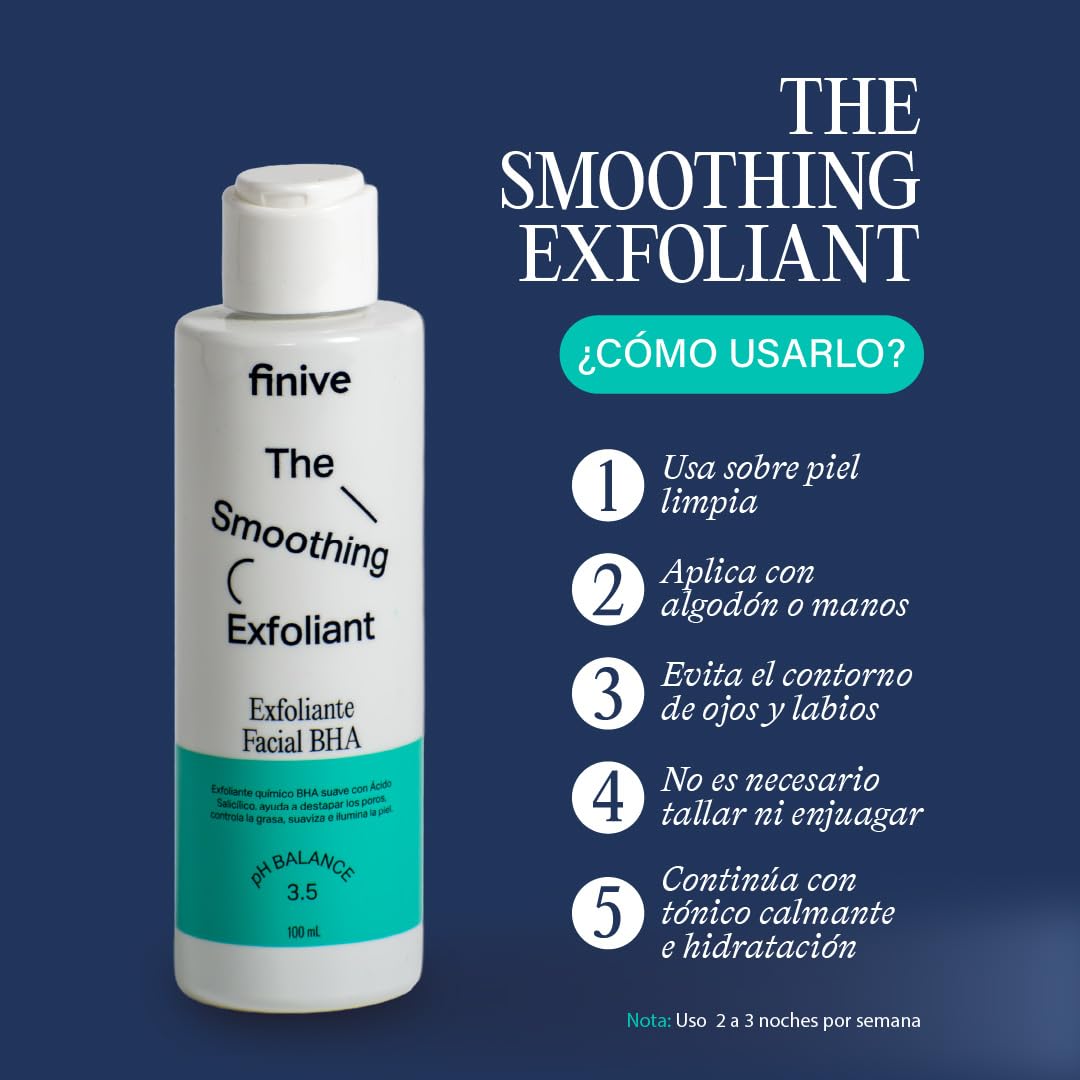 THE
SMOOTHING
EXFOLIANT
¿CÓMO USARLO?
1
Usa sobre piel
limpia
2
Aplica con
algodón o manos
3
Evita el contorno
de ojos y labios
4
No es necesario
tallar ni enjuagar
5
Continúa con
tónico calmante
e hidratación
Nota: Uso 2 a 3 noches por semana
finive
The
Smoothing
Exfoliant
Exfoliante
Facial BHA
Exfoliante químico BHA suave con Ácido
Salicílico. ayuda a destapar los poros,
controla la grasa, suaviza e ilumina la piel.
pH BALANCE
3.5
100 mL